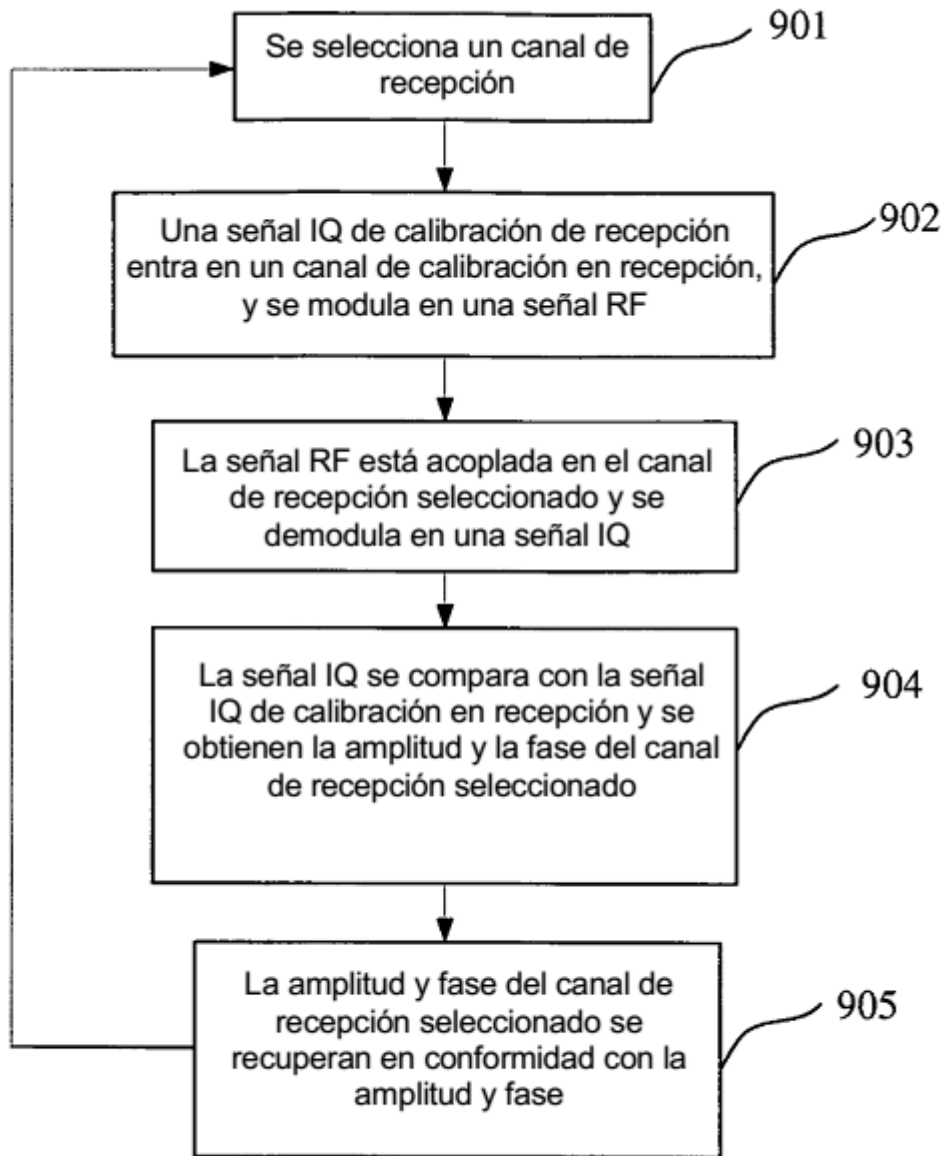 Se selecciona un canal de
recepción
901
Una señal IQ de calibración de recepción
entra en un canal de calibración en recepción,
y se modula en una señal RF
902
La señal RF está acoplada en el canal
de recepción seleccionado y se
demodula en una señal IQ
903
La señal IQ se compara con la señal
IQ de calibración en recepción y se
obtienen la amplitud y la fase del canal
de recepción seleccionado
904
La amplitud y fase del canal de
recepción seleccionado se
recuperan en conformidad con la
amplitud y fase
905